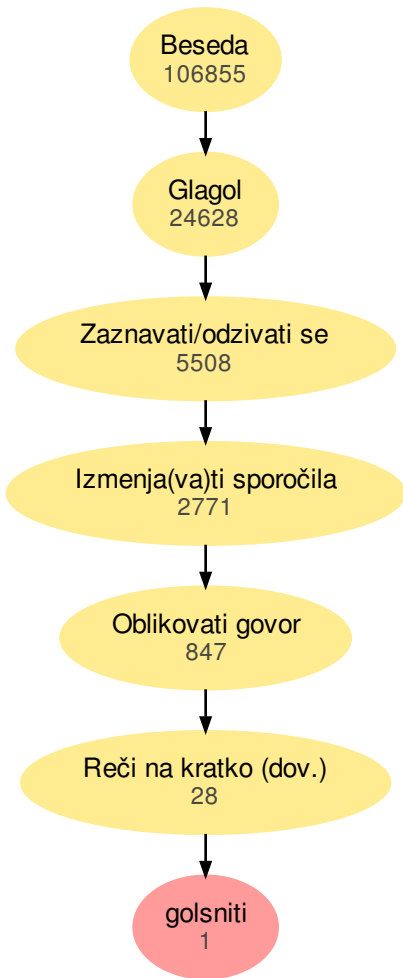 Beseda
106855
Glagol
24628
Zaznavati/odzivati se
5508
Izmenja(va)ti sporočila
2771
Oblikovati govor
847
Reči na kratko (dov.)
28
golsniti
1